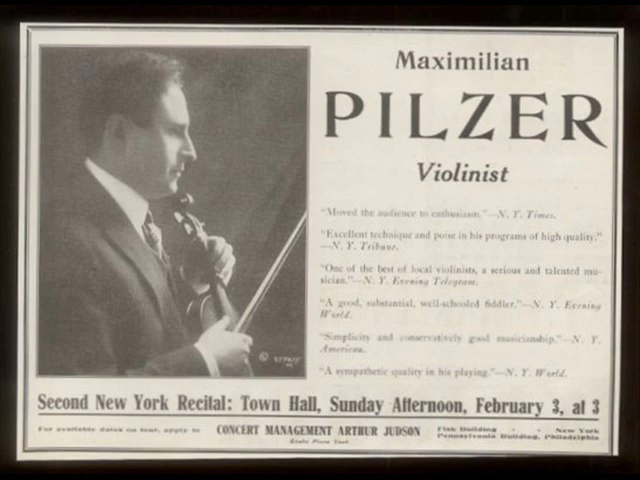 Maximilian
PILZER
Violinist
"Moved the audience to enthusiasm."—N. Y. Times.
"Excellent technique and poise in his programs of high quality."
—N. Y. Tribune.
"One of the best of local violinists, a serious and talented mu-
sician."—N. Y. Evening Telegram.
"A good, substantial, well-schooled fiddler."—N. Y. Evening
World.
"Simplicity and conservatively good musicianship."—N. Y.
American.
"A sympathetic quality in his playing."—N. Y. World.
Second New York Recital: Town Hall, Sunday Afternoon, February 3, at 3
For available dates on tour, apply to CONCERT MANAGEMENT ARTHUR JUDSON Fisk Building - - New York
Pennsylvania Building, Philadelphia
Knabe Piano Used